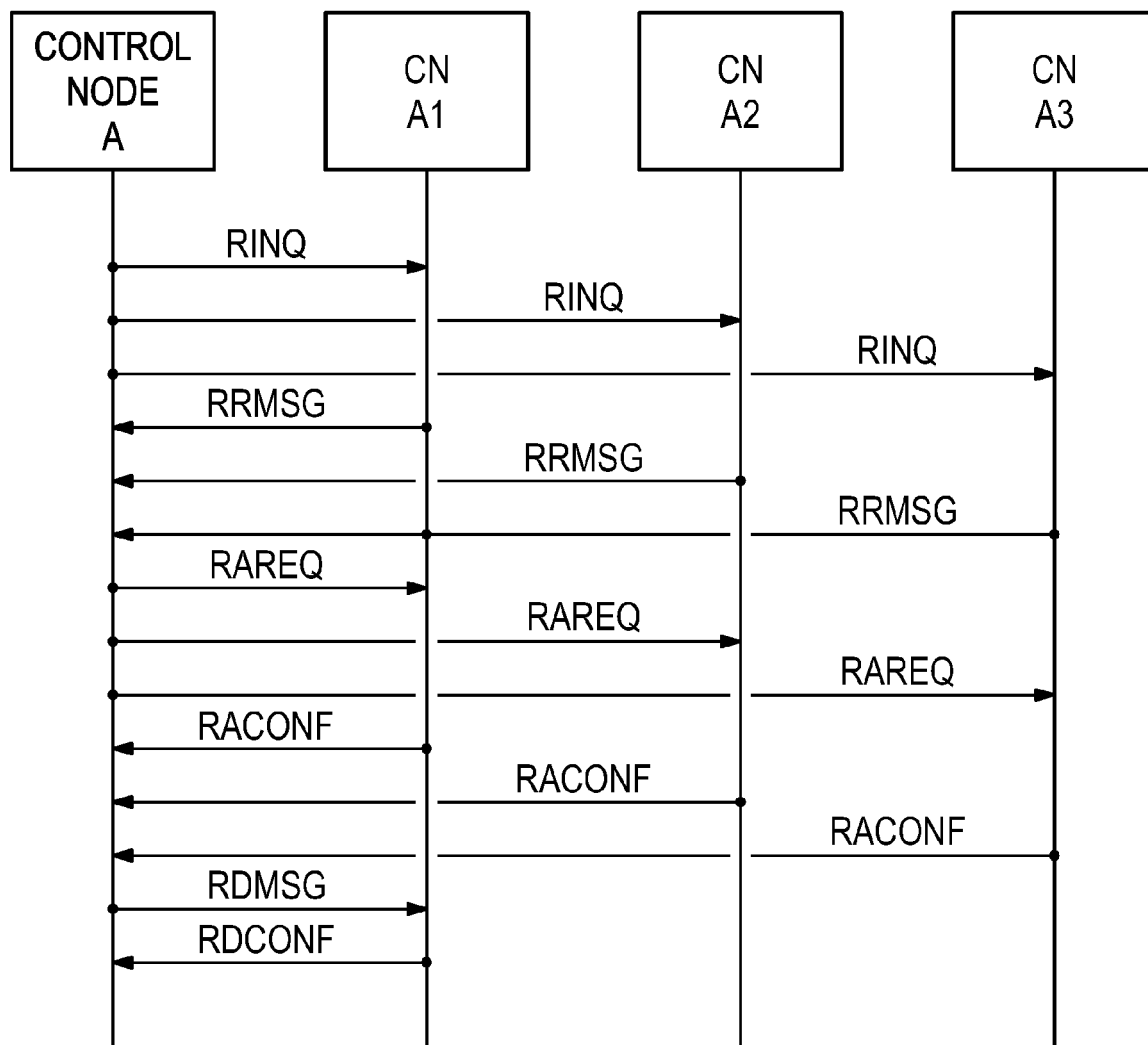 CONTROL
NODE
A
CN
A1
CN
A2
CN
A3
RINQ
RINQ
RINQ
RRMSG
RRMSG
RRMSG
RAREQ
RAREQ
RAREQ
RACONF
RACONF
RACONF
RDMSG
RDCONF